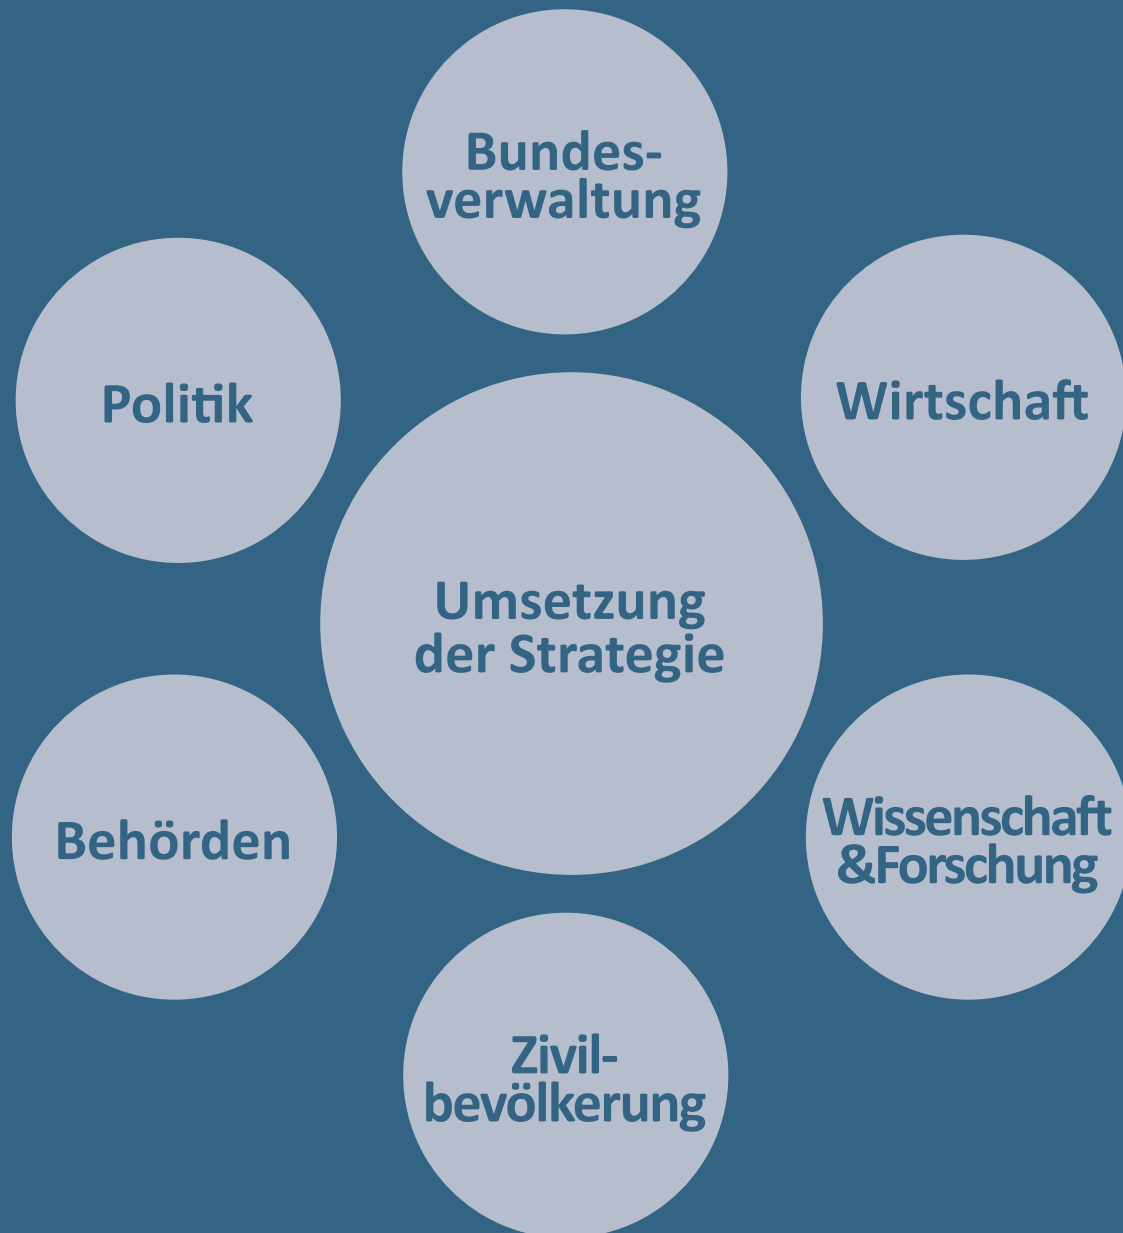 Bundes-
verwaltung
Politik
Wirtschaft
Umsetzung
der Strategie
Behörden
Wissenschaft
&Forschung
Zivil-
bevölkerung